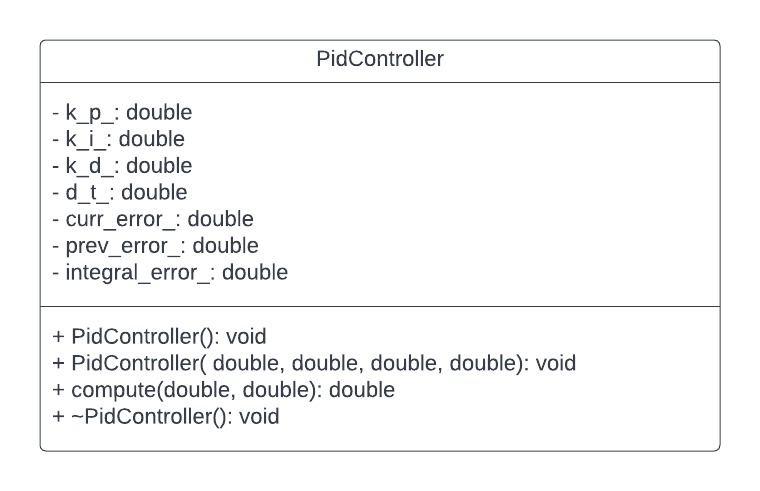 PidController
- k_p_: double
- k_i_: double
- k_d_: double
- d_t_: double
- curr_error_: double
- prev_error_: double
- integral_error_: double
+ PidController(): void
+ PidController( double, double, double, double): void
+ compute(double, double): double
+ ~PidController(): void